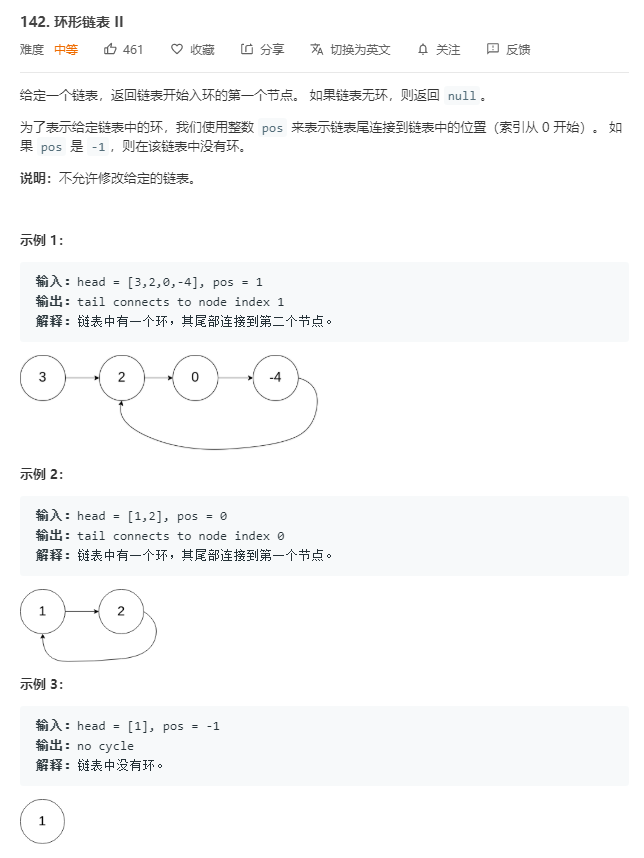 142. 环形链表 II
难度 中等 461 收藏 分享 切换为英文 关注 反馈
给定一个链表，返回链表开始入环的第一个节点。 如果链表无环，则返回 null。
为了表示给定链表中的环，我们使用整数 pos 来表示链表尾连接到链表中的位置（索引从 0 开始）。 如
果 pos 是 -1，则在该链表中没有环。
说明：不允许修改给定的链表。
示例 1：
输入：head = [3,2,0,-4], pos = 1
输出：tail connects to node index 1
解释：链表中有一个环，其尾部连接到第二个节点。
3 2 0 -4
示例 2：
输入：head = [1,2], pos = 0
输出：tail connects to node index 0
解释：链表中有一个环，其尾部连接到第一个节点。
1 2
示例 3：
输入：head = [1], pos = -1
输出：no cycle
解释：链表中没有环。
1